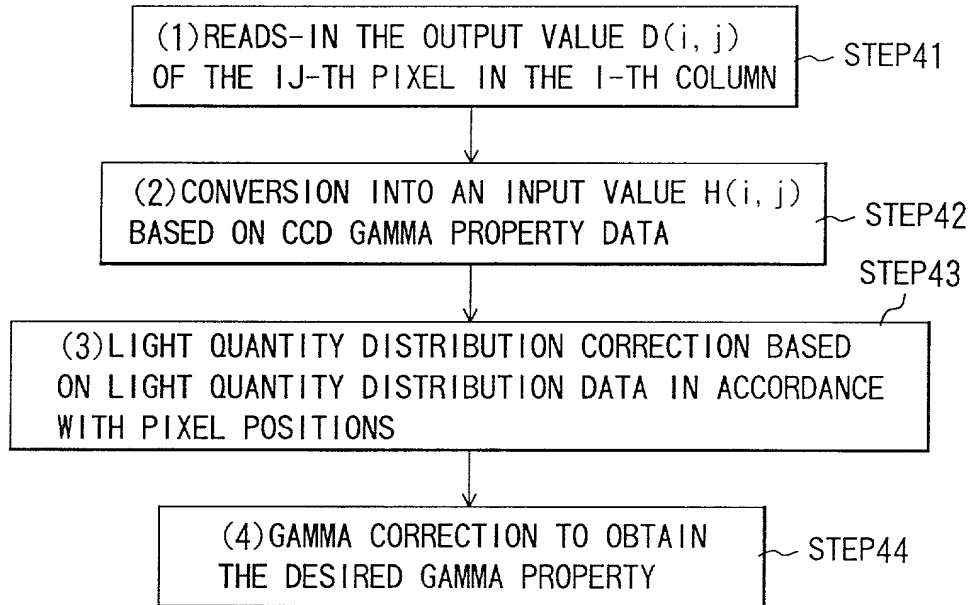 (1)READS-IN THE OUTPUT VALUE D(i, j)
OF THE IJ-TH PIXEL IN THE I-TH COLUMN
STEP41
(2)CONVERSION INTO AN INPUT VALUE H(i, j)
BASED ON CCD GAMMA PROPERTY DATA
STEP42
STEP43
(3)LIGHT QUANTITY DISTRIBUTION CORRECTION BASED
ON LIGHT QUANTITY DISTRIBUTION DATA IN ACCORDANCE
WITH PIXEL POSITIONS
(4)GAMMA CORRECTION TO OBTAIN
THE DESIRED GAMMA PROPERTY
STEP44